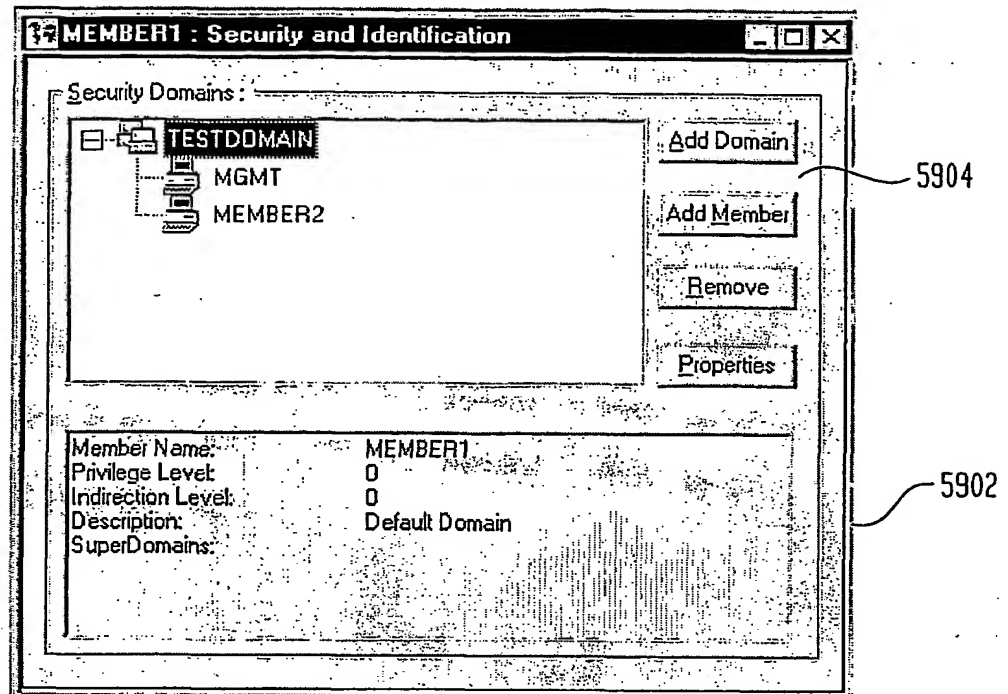 MEMBER1 : Security and Identification
Security Domains :
TESTDOMAIN
MGMT
MEMBER2
Add Domain
Add Member
Remove
Properties
5904
Member Name: MEMBER1
Privilege Level: 0
Indirection Level: 0
Description: Default Domain
SuperDomains:
5902